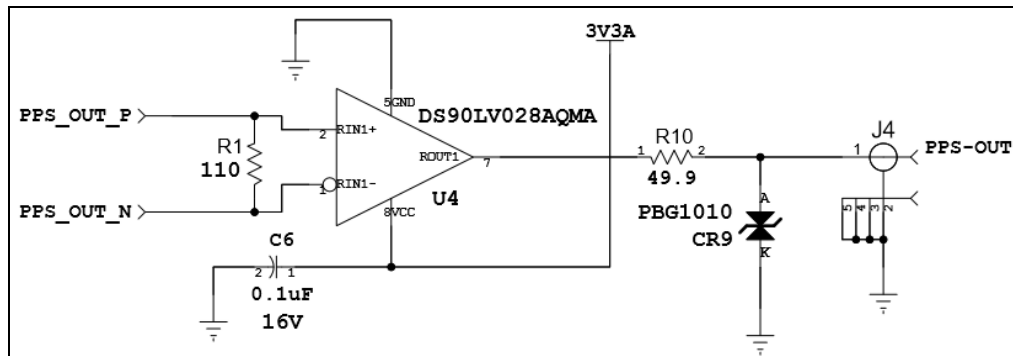 3V3A
5GND
DS90LV028AQMA
PPS_OUT_P
2
RIN1+
R1
110
ROUT1
7
R10
1
2
49.9
J4
1
PPS-OUT
PPS_OUT_N
1
RIN1-
U4
8VCC
A
PBG1010
CR9
K
5
4
3
2
C6
2
1
0.1uF
16V